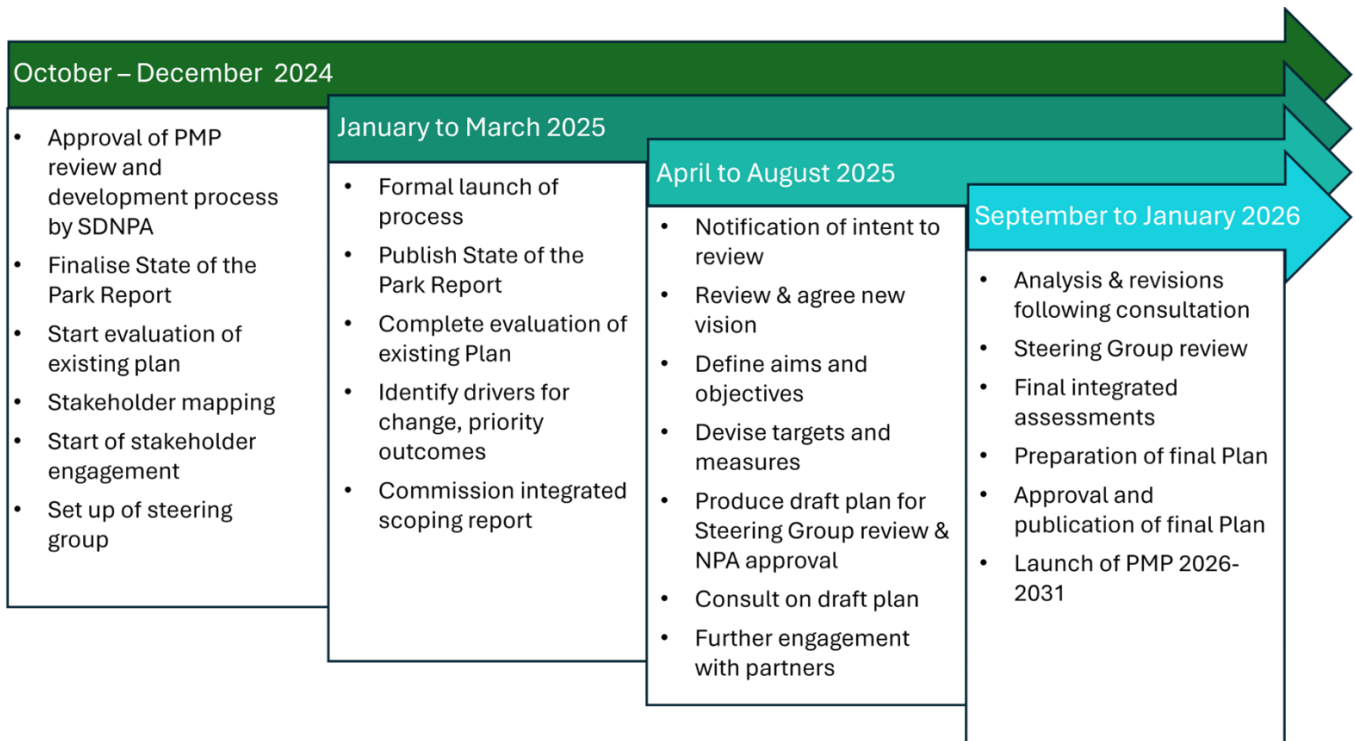 October – December 2024
• Approval of PMP
review and
development process
by SDNPA
• Finalise State of the
Park Report
• Start evaluation of
existing plan
• Stakeholder mapping
• Start of stakeholder
engagement
• Set up of steering
group
January to March 2025
• Formal launch of
process
• Publish State of the
Park Report
• Complete evaluation of
existing Plan
• Identify drivers for
change, priority
outcomes
• Commission integrated
scoping report
April to August 2025
• Notification of intent to
review
• Review & agree new
vision
• Define aims and
objectives
• Devise targets and
measures
• Produce draft plan for
Steering Group review &
NPA approval
• Consult on draft plan
• Further engagement
with partners
September to January 2026
• Analysis & revisions
following consultation
• Steering Group review
• Final integrated
assessments
• Preparation of final Plan
• Approval and
publication of final Plan
• Launch of PMP 2026-
2031